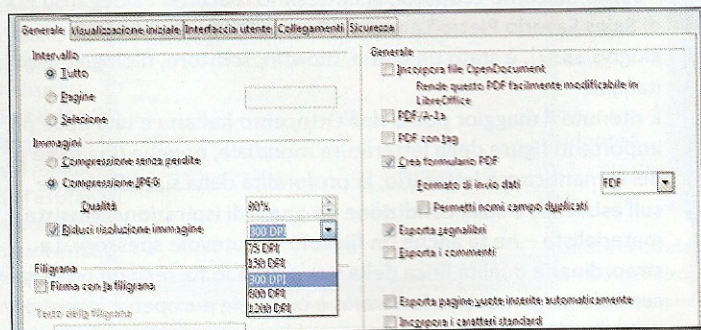 Generale Visualizzazione iniziale Interfaccia utente Collegamenti Sicurezza
Intervallo
Tutto
Pagine
Selezione
Immagini
Compressione senza perdite
Compressione JPEG
Qualità 90%
Riduci risoluzione immagine 300 DPI
75 DPI
150 DPI
300 DPI
600 DPI
1200 DPI
Filigrana
Firma con la filigrana
Testo della filigrana
Generale
Incorpora file OpenDocument
Rende questo PDF facilmente modificabile in
LibreOffice
PDF/A-1a
PDF con tag
Crea formulario PDF
Formato di invio dati FDF
Permetti nomi campo duplicati
Esporta segnalibri
Esporta i commenti
Esporta pagine vuote inserite automaticamente
Incorpora i caratteri standard